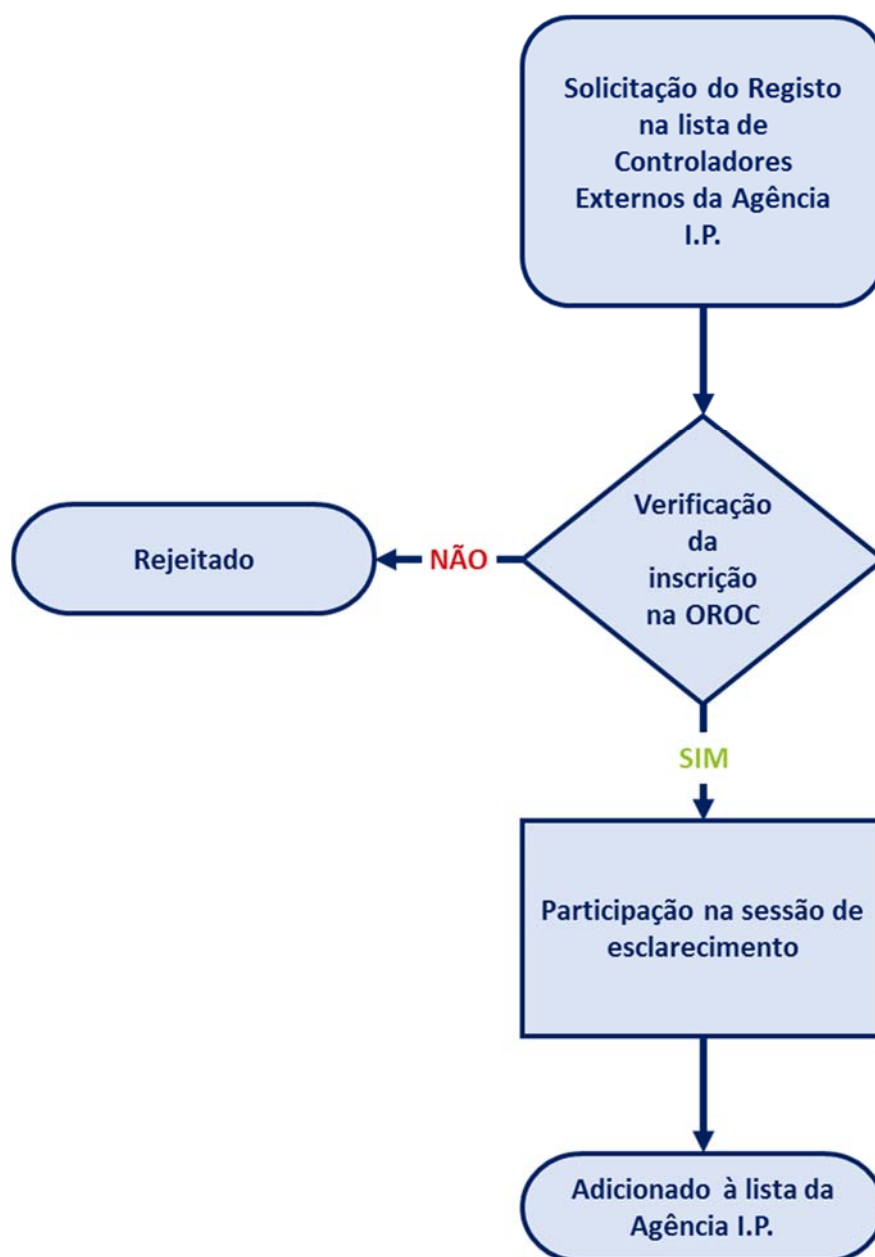 Solicitação do Registo
na lista de
Controladores
Externos da Agência
I.P.
Verificação
da
inscrição
na OROC
NÃO
Rejeitado
SIM
Participação na sessão de
esclarecimento
Adicionado à lista da
Agência I.P.